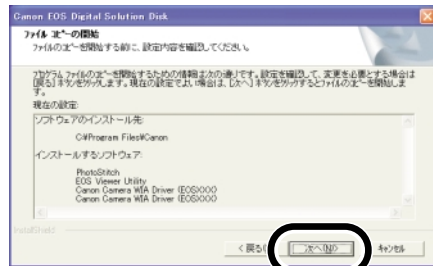 Canon EOS Digital Solution Disk
ファイル コピーの開始
ファイルのコピーを開始する前に、設定内容を確認してください。
プログラム ファイルのコピーを開始するための情報は次の通りです。設定を確認して、変更を必要とする場合は
[戻る] ボタンをクリックします。現在の設定でよい場合は、[次へ] ボタンをクリックするとファイルのコピーを開始しま
す。
現在の設定:
ソフトウェアのインストール先:
C:¥Program Files¥Canon
インストールするソフトウェア:
PhotoStitch
EOS Viewer Utility
Canon Camera WIA Driver (EOSXXX)
Canon Camera WIA Driver (EOSXXX)
InstallShield
< 戻る(
次へ(N)>
キャンセル